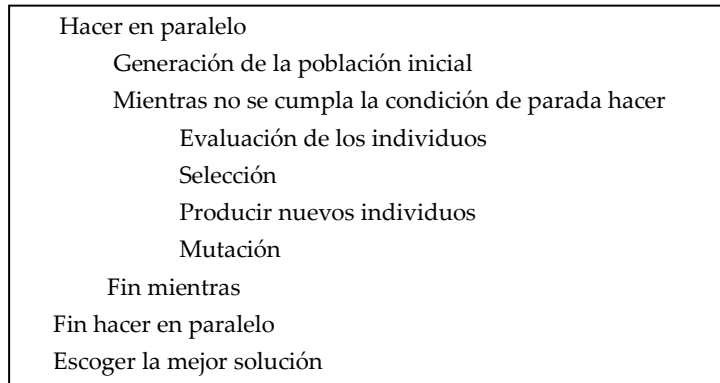 Hacer en paralelo
Generación de la población inicial
Mientras no se cumpla la condición de parada hacer
Evaluación de los individuos
Selección
Producir nuevos individuos
Mutación
Fin mientras
Fin hacer en paralelo
Escoger la mejor solución